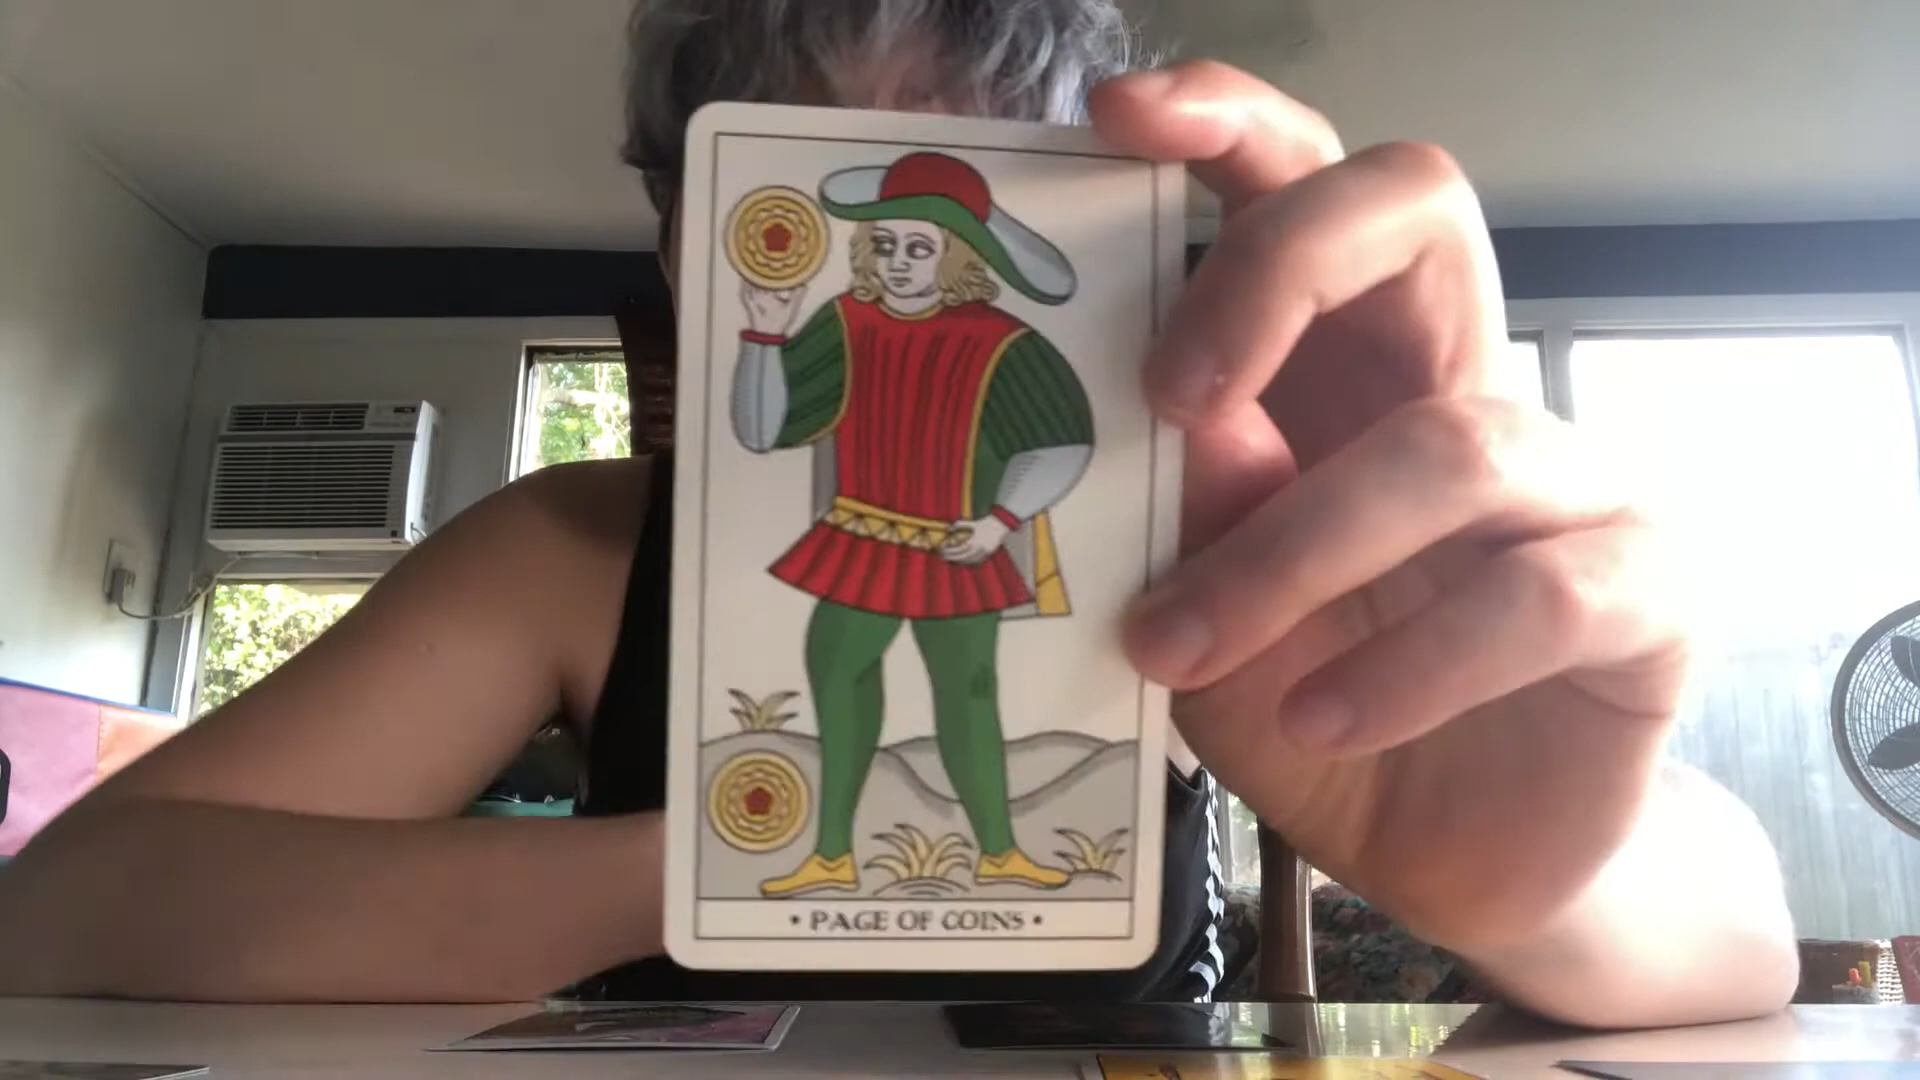 • PAGE OF COINS •